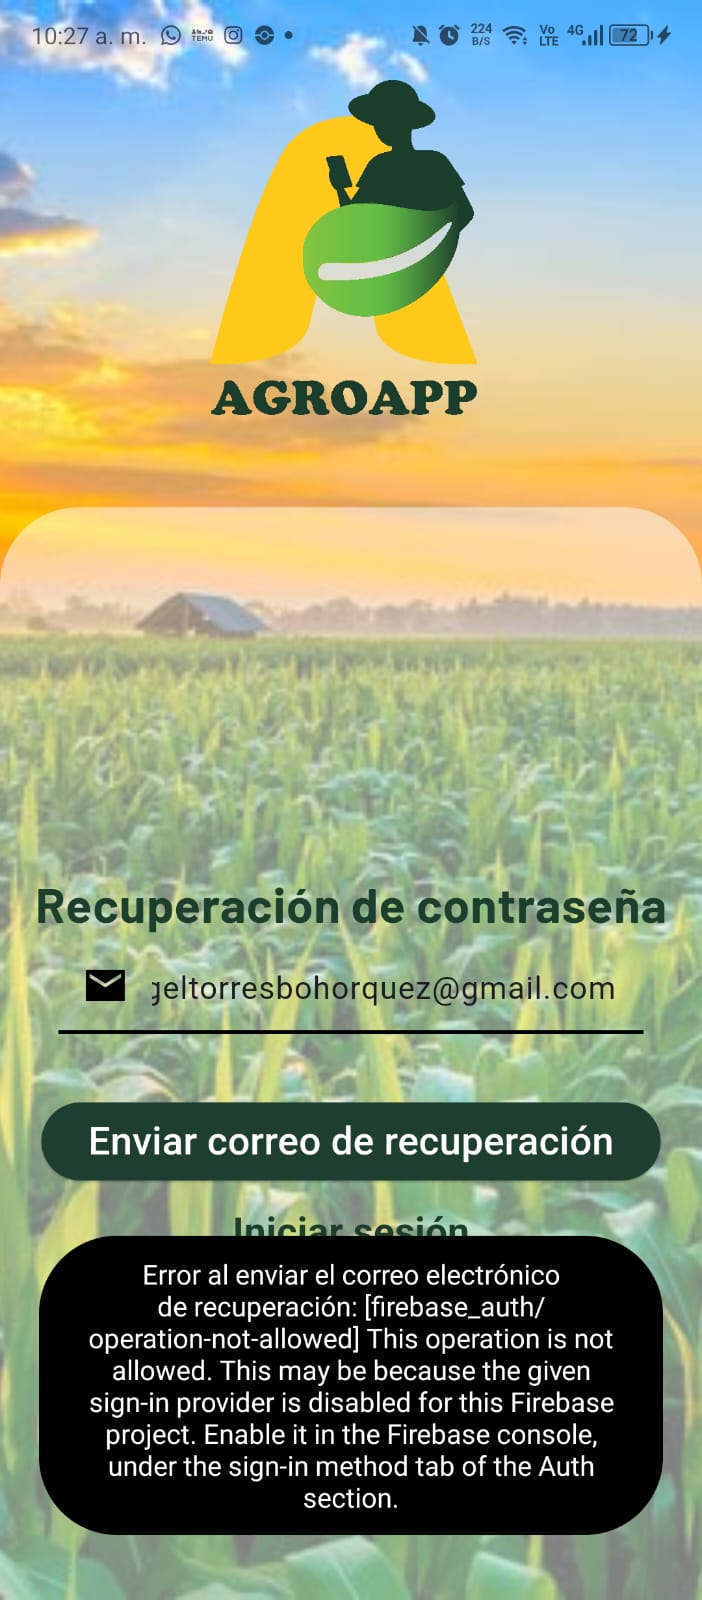 10:27 a. m.
TEMU
224
B/S
Vo
LTE
4G
72
AGROAPP
Recuperación de contraseña
geltorresbohorquez@gmail.com
Enviar correo de recuperación
Iniciar sesión
Error al enviar el correo electrónico
de recuperación: [firebase_auth/
operation-not-allowed] This operation is not
allowed. This may be because the given
sign-in provider is disabled for this Firebase
project. Enable it in the Firebase console,
under the sign-in method tab of the Auth
section.